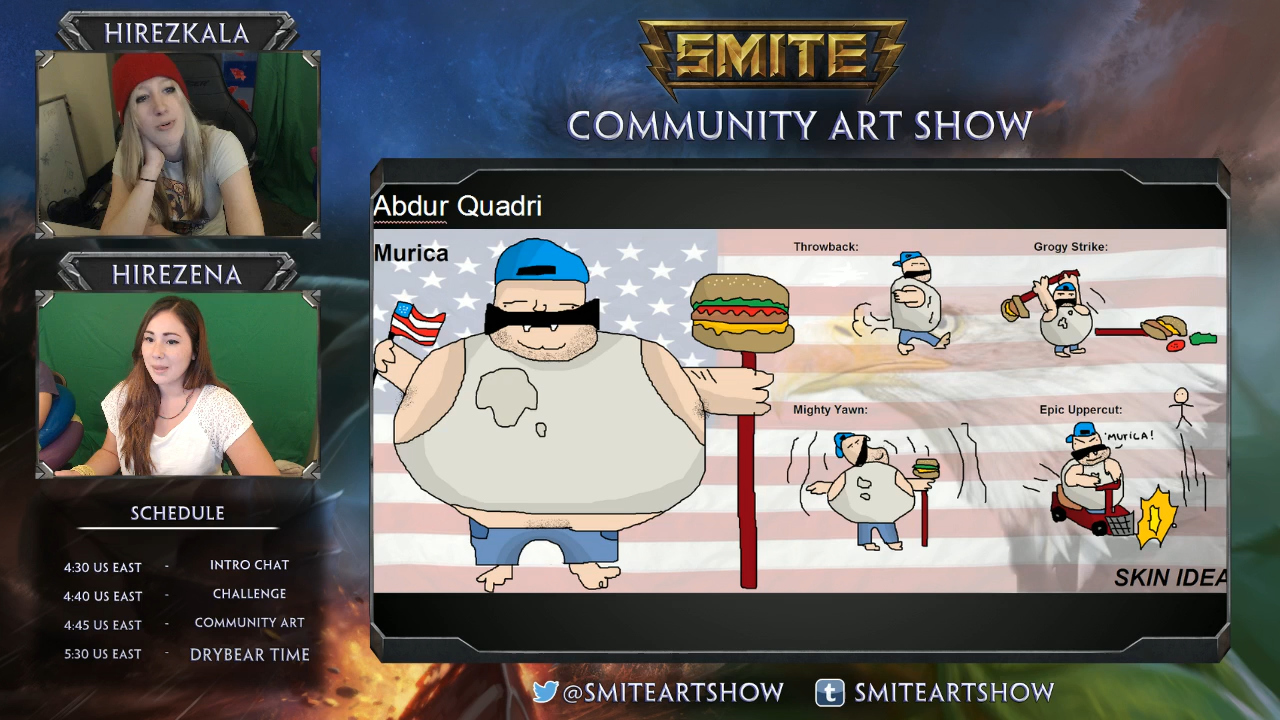 HIREZKALA
HIREZENA
SCHEDULE
4:30 US EAST - INTRO CHAT
4:40 US EAST - CHALLENGE
4:45 US EAST - COMMUNITY ART
5:30 US EAST - DRYBEAR TIME
SMITE
COMMUNITY ART SHOW
Abdur Quadri
Murica
Throwback:
Grogy Strike:
Mighty Yawn:
Epic Uppercut:
'MURICA!
SKIN IDEA
@SMITEARTSHOW
t SMITEARTSHOW